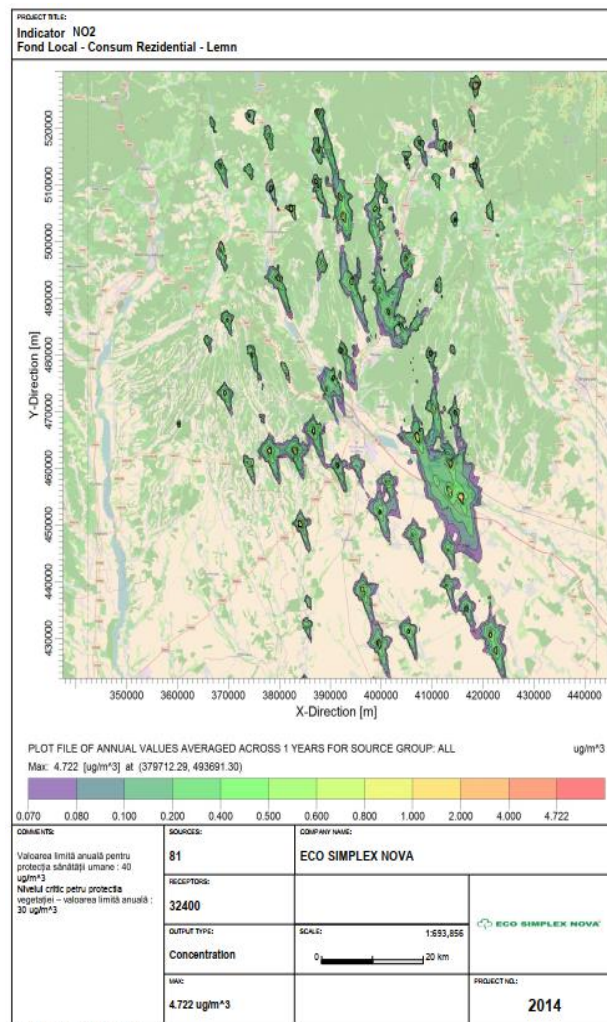 PROJECT TITLE:
Indicator NO2
Fond Local - Consum Rezidential - Lemn
Y-Direction [m]
520000
510000
500000
490000
480000
470000
460000
450000
440000
430000
350000 360000 370000 380000 390000 400000 410000 420000 430000 440000
X-Direction [m]
PLOT FILE OF ANNUAL VALUES AVERAGED ACROSS 1 YEARS FOR SOURCE GROUP: ALL ug/m^3
Max: 4.722 [ug/m^3] at (379712.29, 493691.30)
0.070 0.080 0.100 0.200 0.400 0.500 0.600 0.800 1.000 2.000 4.000 4.722
COMMENTS:
Valoarea limită anuală pentru
protecția sănătății umane : 40
ug/m^3
Nivelul critic petru protectia
vegetației – valoarea limită anuală :
30 ug/m^3
SOURCES:
81
COMPANY NAME:
ECO SIMPLEX NOVA
RECEPTORS:
32400
OUTPUT TYPE:
Concentration
SCALE: 1:693,856
0 20 km
ECO SIMPLEX NOVA
MAX:
4.722 ug/m^3
PROJECT NO.:
2014